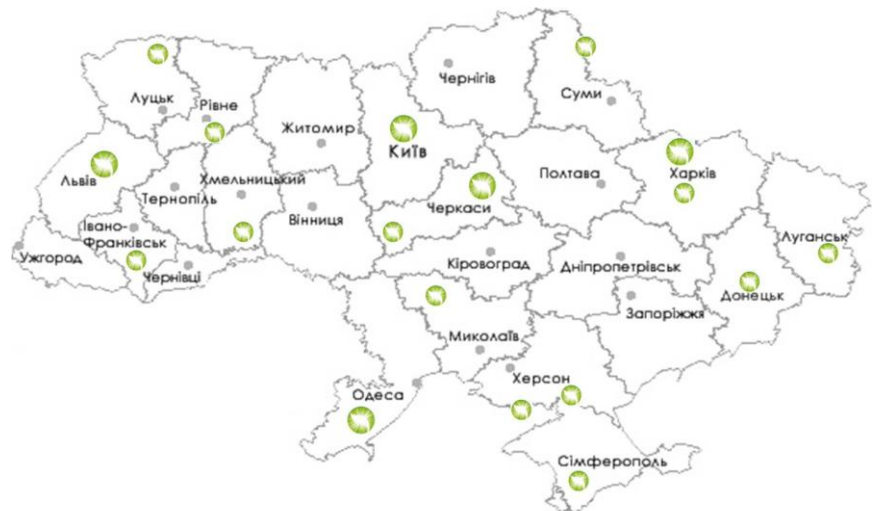 Чернігів
Суми
Луцьк
Рівне
Житомир
Київ
Львів
Тернопіль
Хмельницький
Вінниця
Черкаси
Полтава
Харків
Івано-
Франківськ
Ужгород
Чернівці
Кіровоград
Дніпропетрівськ
Луганськ
Донецьк
Запоріжжя
Миколаїв
Одеса
Херсон
Сімферополь